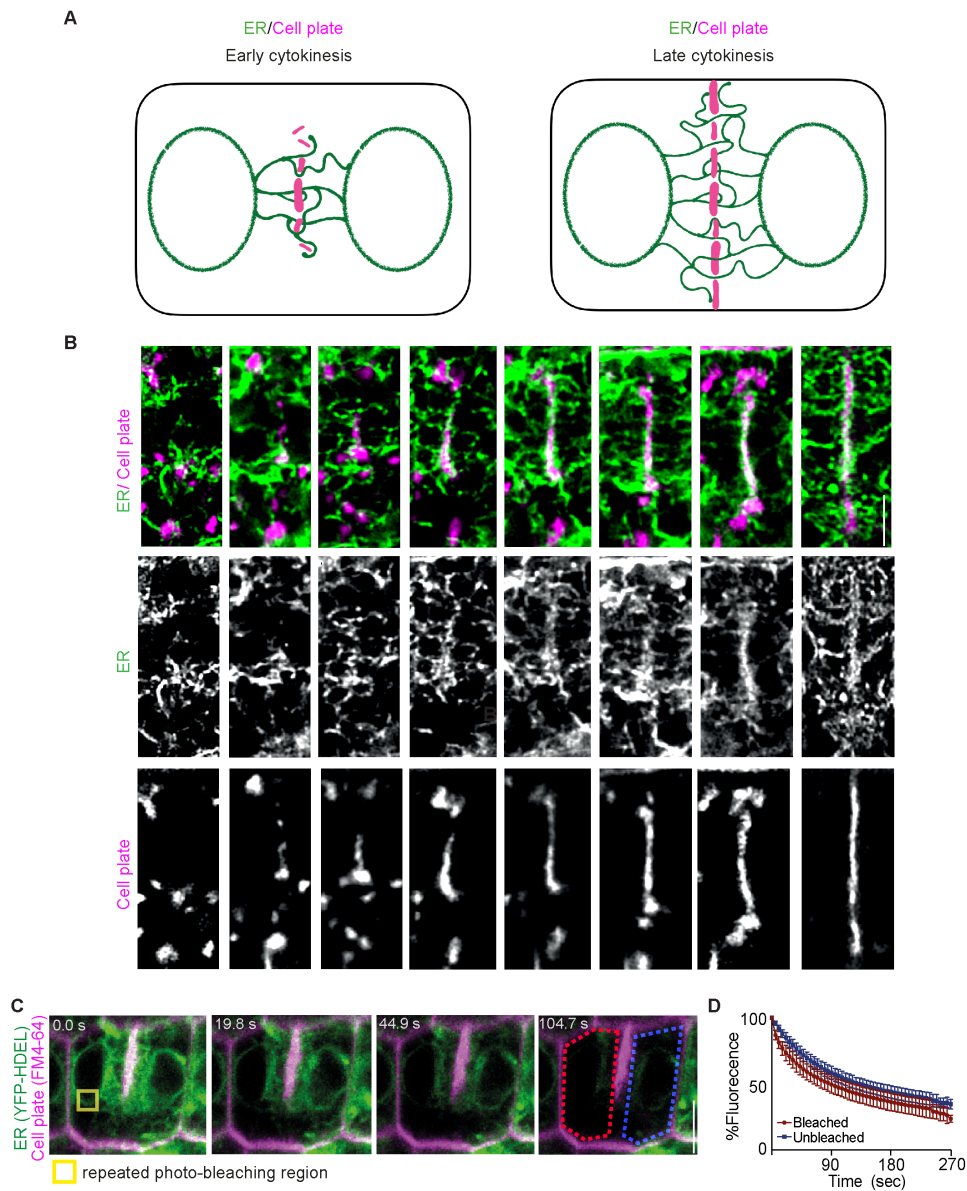 A
ER/Cell plate
Early cytokinesis
ER/Cell plate
Late cytokinesis
B
ER/ Cell plate
ER
Cell plate
C
ER (YFP-HDEL)
Cell plate (FM4-64)
0.0 s
19.8 s
44.9 s
104.7 s
repeated photo-bleaching region
D
%Fluorecence
100
50
0
Bleached
Unbleached
90
180
270
Time (sec)